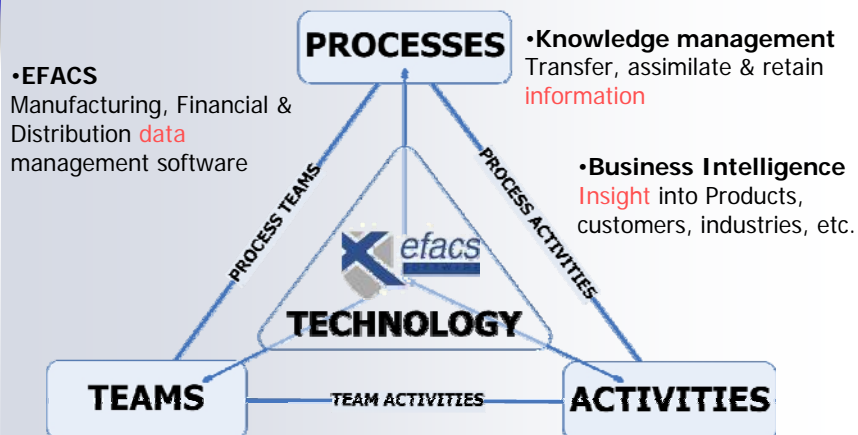 PROCESSES
•EFACS
Manufacturing, Financial &
Distribution data
management software
•Knowledge management
Transfer, assimilate & retain
information
•Business Intelligence
Insight into Products,
customers, industries, etc.
PROCESS TEAMS
PROCESS ACTIVITIES
efacs
SOFTWARE
TECHNOLOGY
TEAMS
TEAM ACTIVITIES
ACTIVITIES